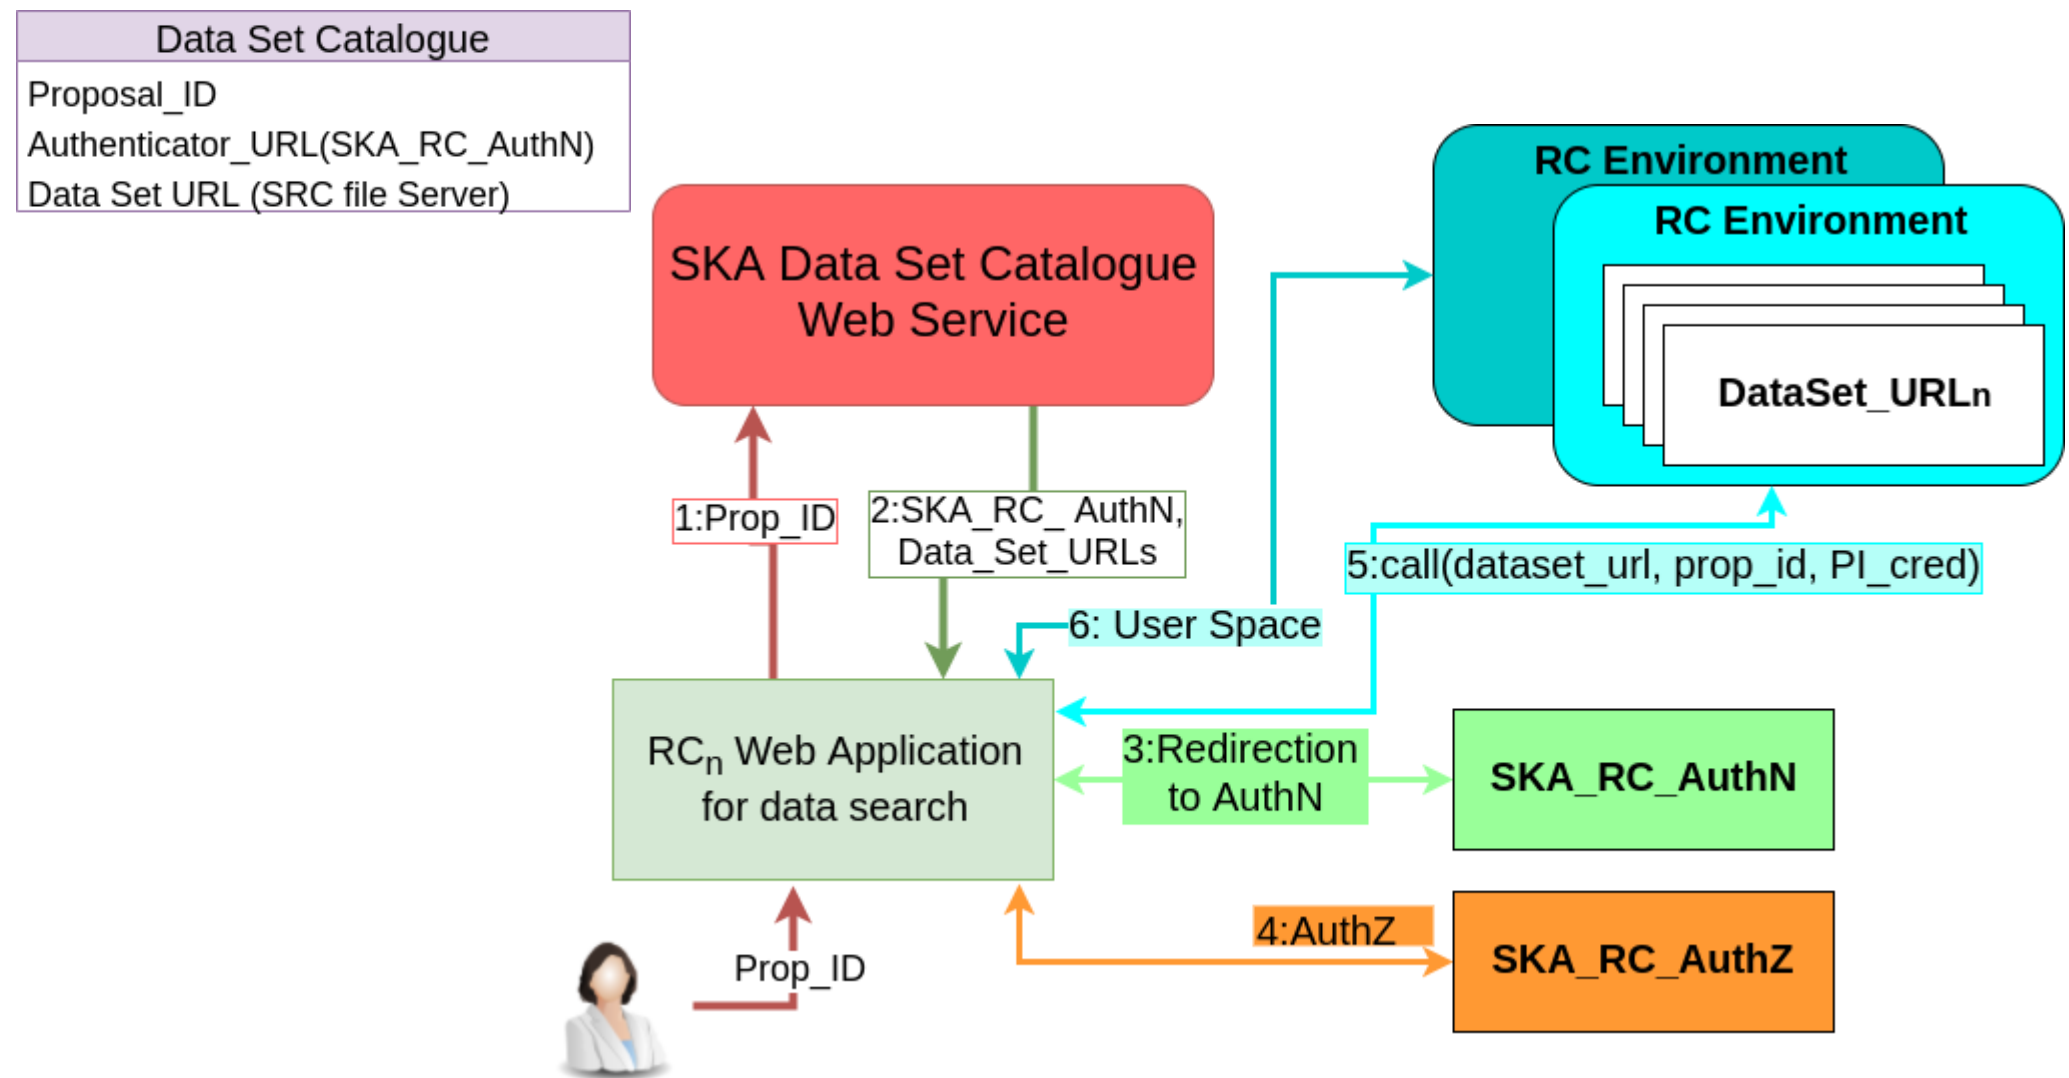 Data Set Catalogue
Proposal_ID
Authenticator_URL(SKA_RC_AuthN)
Data Set URL (SRC file Server)
SKA Data Set Catalogue
Web Service
RC Environment
RC Environment
DataSet_URLn
1:Prop_ID
2:SKA_RC_ AuthN,
Data_Set_URLs
5:call(dataset_url, prop_id, PI_cred)
6: User Space
RCn Web Application
for data search
3:Redirection
to AuthN
SKA_RC_AuthN
4:AuthZ
SKA_RC_AuthZ
Prop_ID